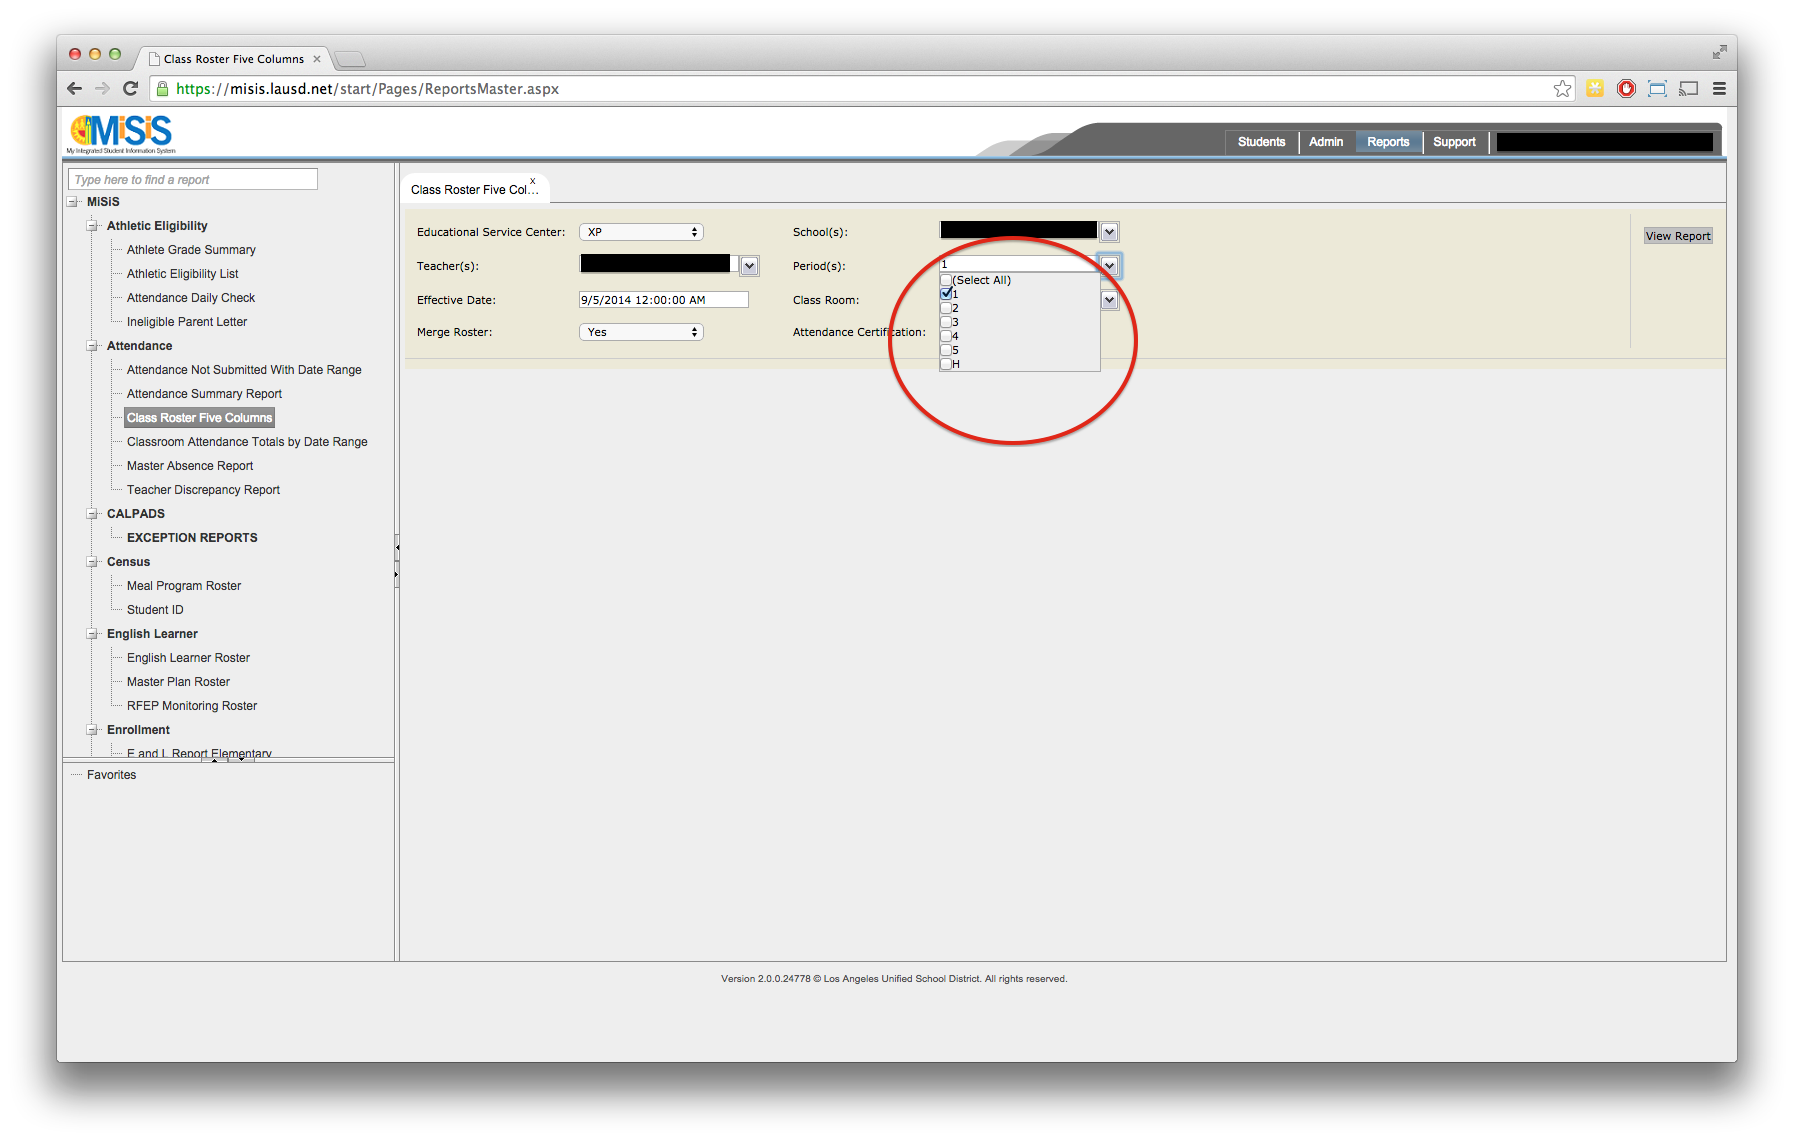 Class Roster Five Columns
https://misis.lausd.net/start/Pages/ReportsMaster.aspx
MiSiS
My Integrated Student Information System
Students Admin Reports Support
Type here to find a report
MiSiS
Athletic Eligibility
Athlete Grade Summary
Athletic Eligibility List
Attendance Daily Check
Ineligible Parent Letter
Attendance
Attendance Not Submitted With Date Range
Attendance Summary Report
Class Roster Five Columns
Classroom Attendance Totals by Date Range
Master Absence Report
Teacher Discrepancy Report
CALPADS
EXCEPTION REPORTS
Census
Meal Program Roster
Student ID
English Learner
English Learner Roster
Master Plan Roster
RFEP Monitoring Roster
Enrollment
E and L Report Elementary
Favorites
Class Roster Five Col... x
Educational Service Center: XP School(s):
View Report
Teacher(s): Period(s): 1
(Select All)
1
2
3
4
5
H
Effective Date: 9/5/2014 12:00:00 AM Class Room:
Merge Roster: Yes Attendance Certification:
Version 2.0.0.24778 © Los Angeles Unified School District. All rights reserved.